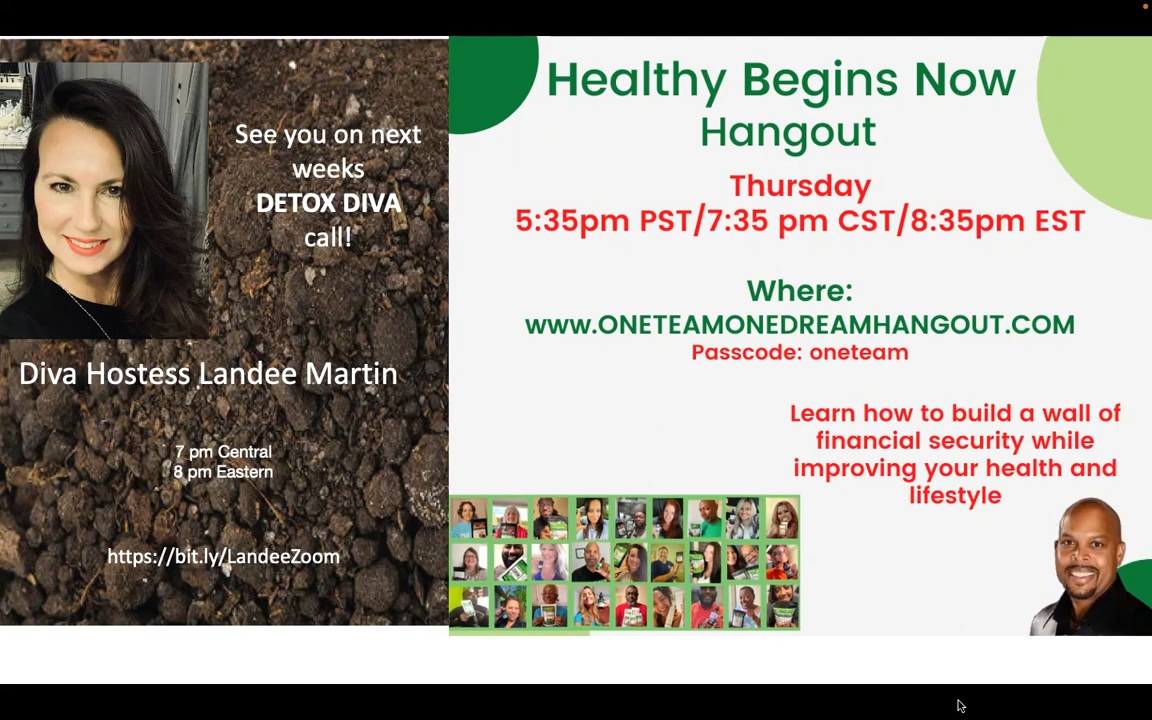 See you on next
weeks
DETOX DIVA
call!
Diva Hostess Landee Martin
7 pm Central
8 pm Eastern
https://bit.ly/LandeeZoom
Healthy Begins Now
Hangout
Thursday
5:35pm PST/7:35 pm CST/8:35pm EST
Where:
www.ONETEAMONEDREAMHANGOUT.COM
Passcode: oneteam
Learn how to build a wall of
financial security while
improving your health and
lifestyle